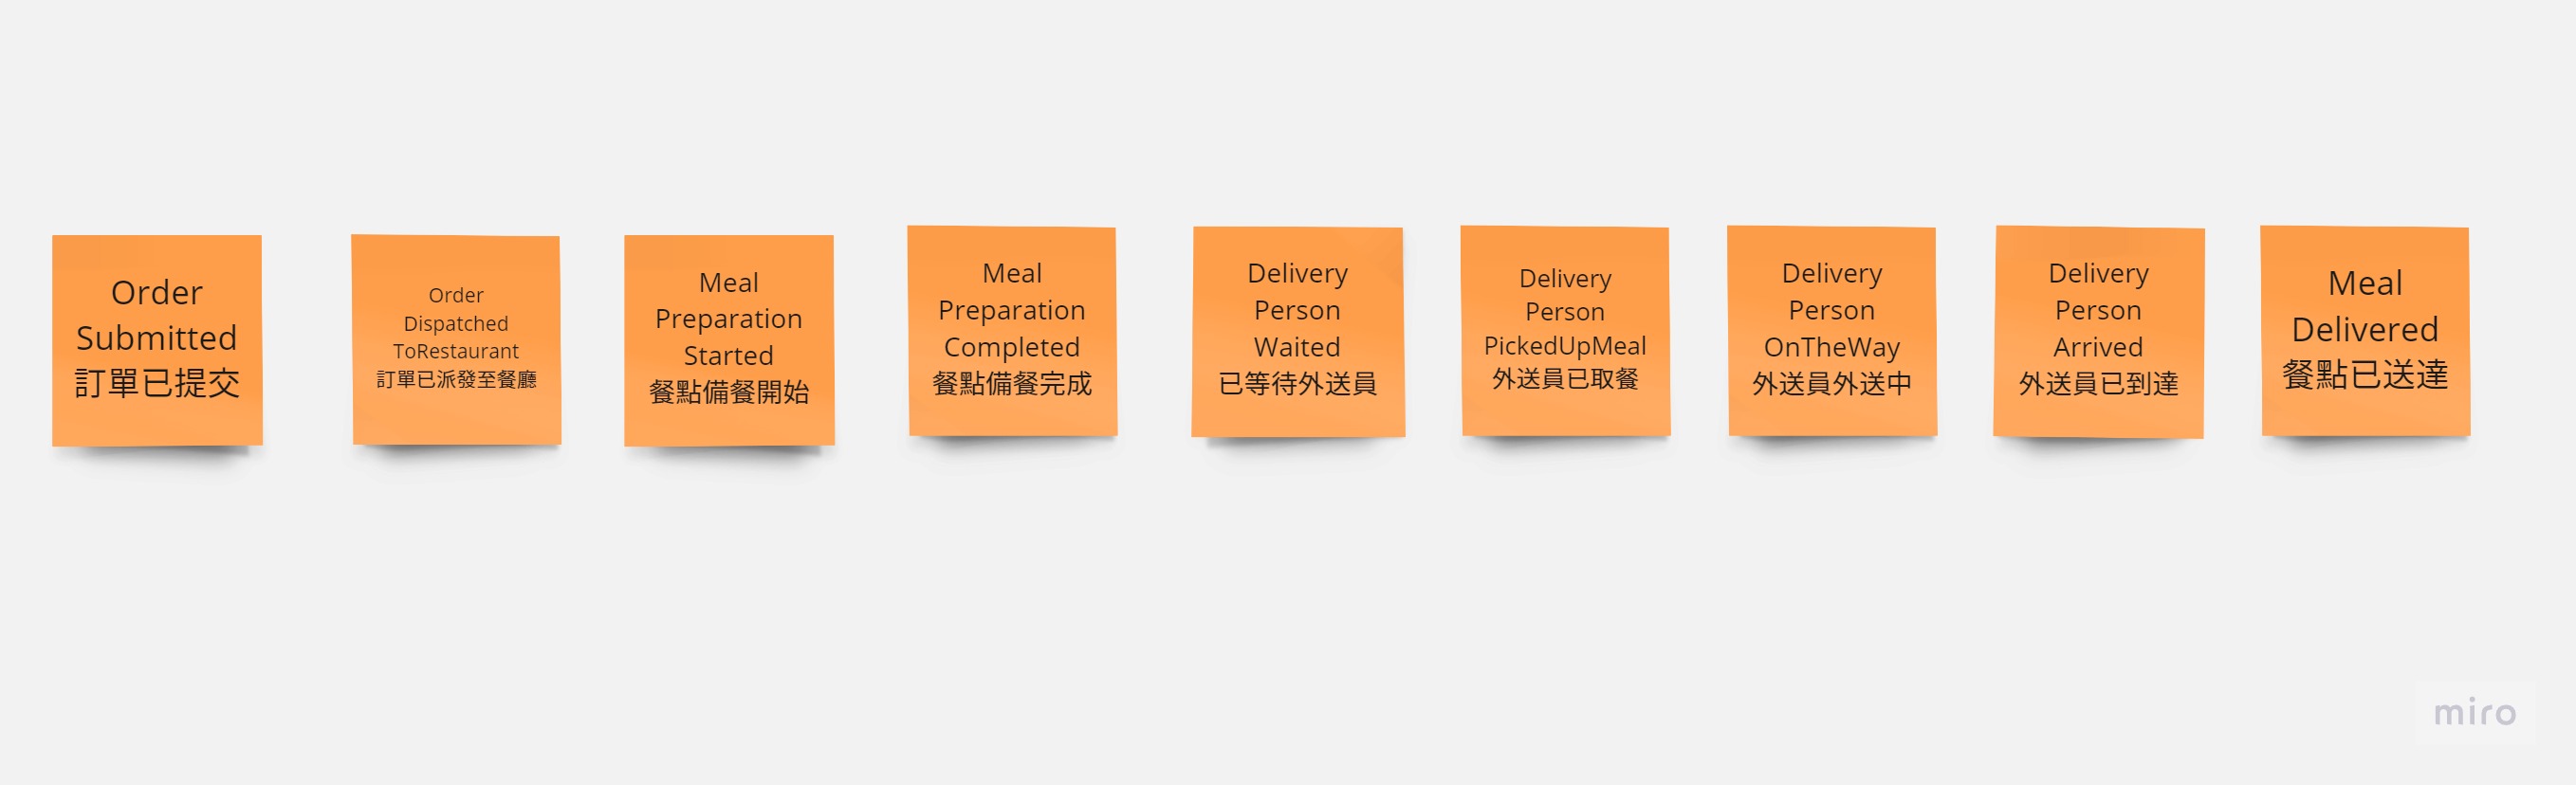 Order
Submitted
訂單已提交
Order
Dispatched
ToRestaurant
訂單已派發至餐廳
Meal
Preparation
Started
餐點備餐開始
Meal
Preparation
Completed
餐點備餐完成
Delivery
Person
Waited
已等待外送員
Delivery
Person
PickedUpMeal
外送員已取餐
Delivery
Person
OnTheWay
外送員外送中
Delivery
Person
Arrived
外送員已到達
Meal
Delivered
餐點已送達
miro